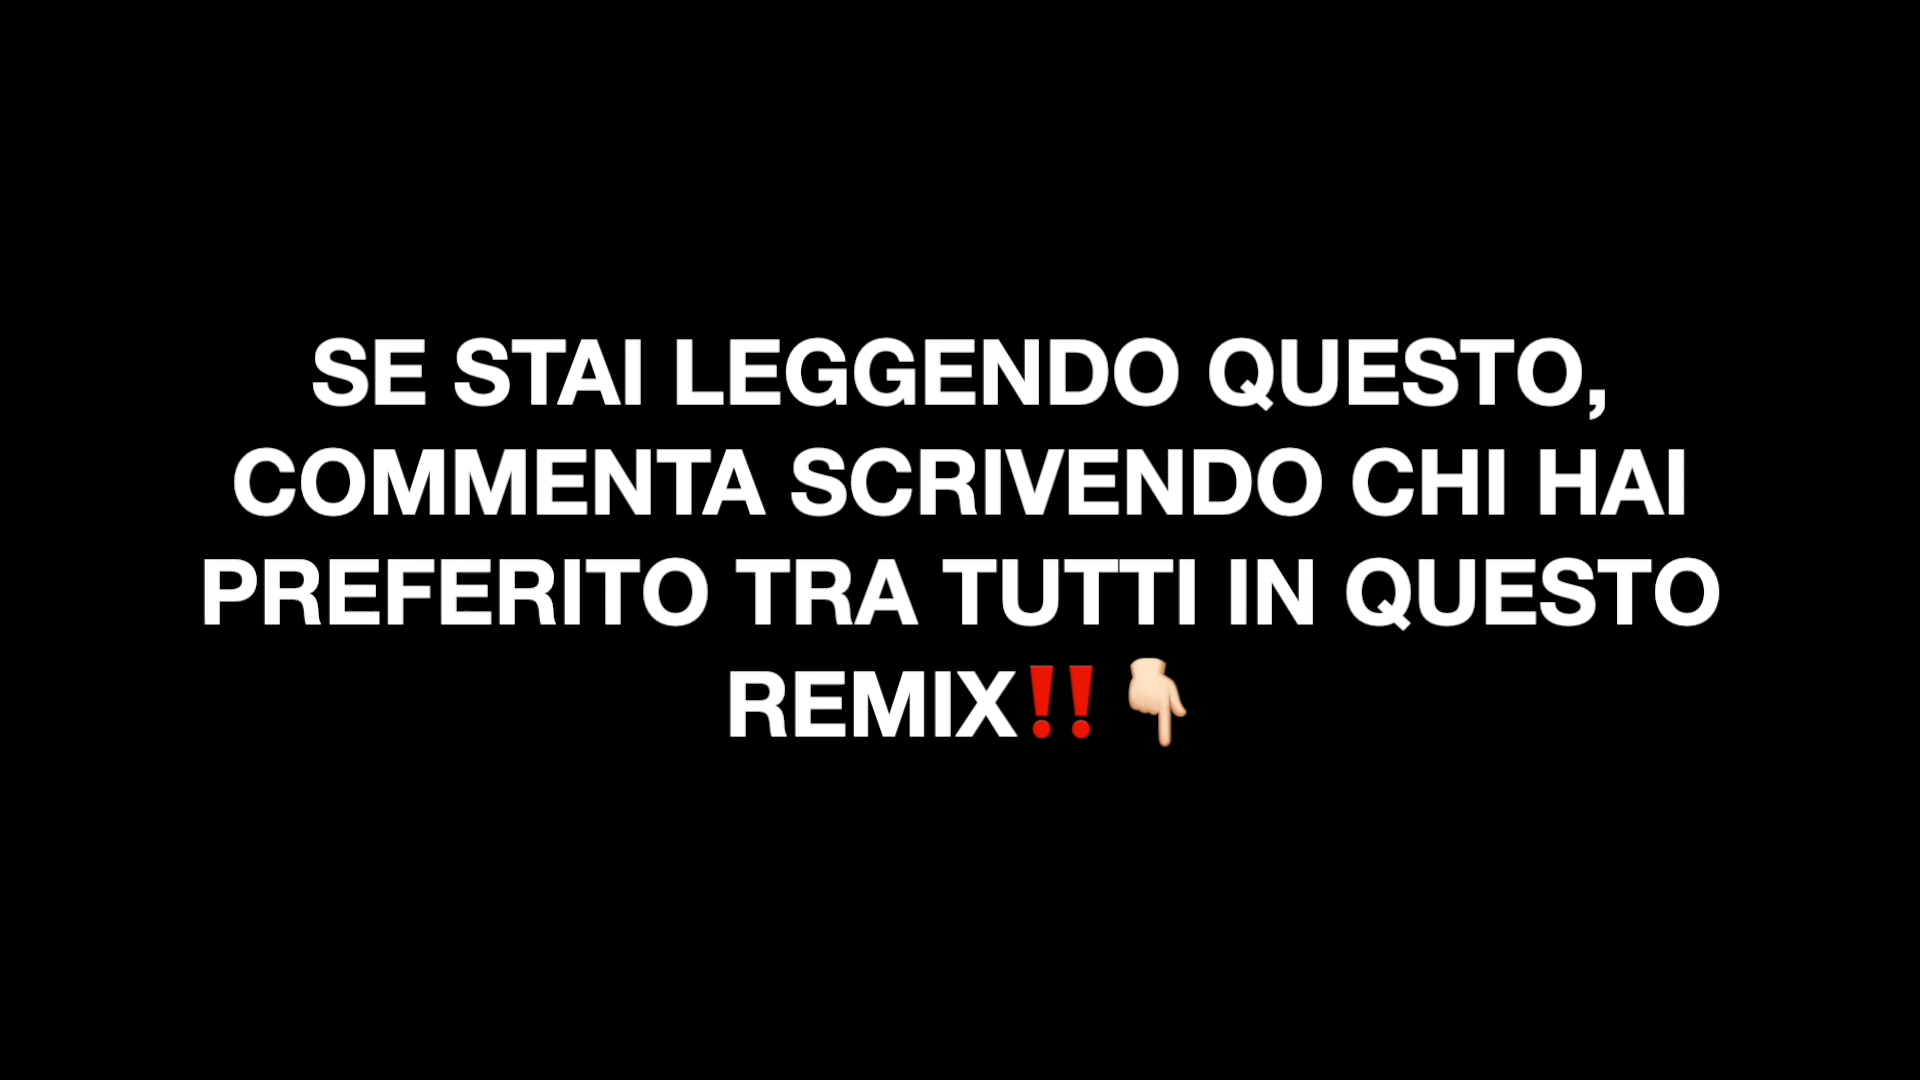 SE STAI LEGGENDO QUESTO,
COMMENTA SCRIVENDO CHI HAI
PREFERITO TRA TUTTI IN QUESTO
REMIX‼️👇🏻